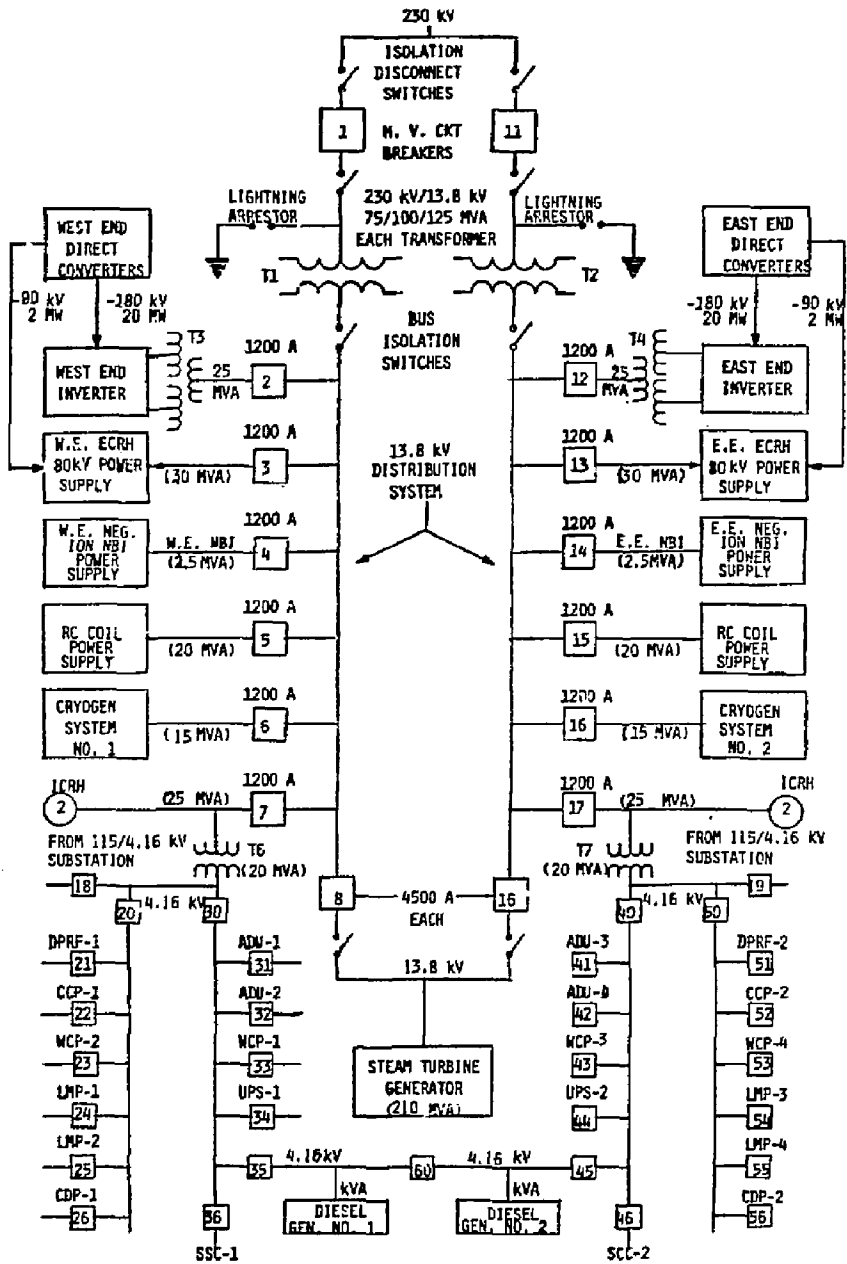 230 kV
ISOLATION
DISCONNECT
SWITCHES
1
H. V. CKT
BREAKERS
11
LIGHTNING
ARRESTOR
230 kV/13.8 kV
75/100/125 MVA
EACH TRANSFORMER
LIGHTNING
ARRESTOR
WEST END
DIRECT
CONVERTERS
EAST END
DIRECT
CONVERTERS
T1
T2
-90 kV
2 MW
-180 kV
20 MW
-180 kV
20 MW
-90 kV
2 MW
BUS
ISOLATION
SWITCHES
T3
T4
WEST END
INVERTER
25
MVA
1200 A
2
1200 A
12
25
MVA
EAST END
INVERTER
W.E. ECRH
80kV POWER
SUPPLY
(30 MVA)
1200 A
3
13.8 kV
DISTRIBUTION
SYSTEM
1200 A
13
(30 MVA)
E.E. ECRH
80kV POWER
SUPPLY
W.E. NEG.
ION NBI
POWER
SUPPLY
W.E. NBI
(2.5MVA)
1200 A
4
1200 A
14
E.E. NBI
(2.5MVA)
E.E. NEG.
ION NBI
POWER
SUPPLY
RC COIL
POWER
SUPPLY
(20 MVA)
1200 A
5
1200 A
15
(20 MVA)
RC COIL
POWER
SUPPLY
CRYOGEN
SYSTEM
NO. 1
(15 MVA)
1200 A
6
1200 A
16
(15 MVA)
CRYOGEN
SYSTEM
NO. 2
ICRH
2
(25 MVA)
1200 A
7
1200 A
17
(25 MVA)
ICRH
2
FROM 115/4.16 kV
SUBSTATION
T6
(20 MVA)
T7
(20 MVA)
FROM 115/4.16 kV
SUBSTATION
18
20
4.16 kV
30
8
4500 A
EACH
16
40
4.16 kV
50
19
13.8 kV
DPRF-1
21
ADU-1
31
ADU-3
41
DPRF-2
51
CCP-1
22
ADU-2
32
ADU-4
42
CCP-2
52
WCP-2
23
WCP-1
33
STEAM TURBINE
GENERATOR
(210 MVA)
WCP-3
43
WCP-4
53
LMP-1
24
UPS-1
34
UPS-2
44
LMP-3
54
LMP-2
25
35
4.16kV
60
4.16 kV
45
LMP-4
55
kVA
kVA
CDP-1
26
36
DIESEL
GEN. NO. 1
DIESEL
GEN. NO. 2
46
CDP-2
56
SSC-1
SCC-2